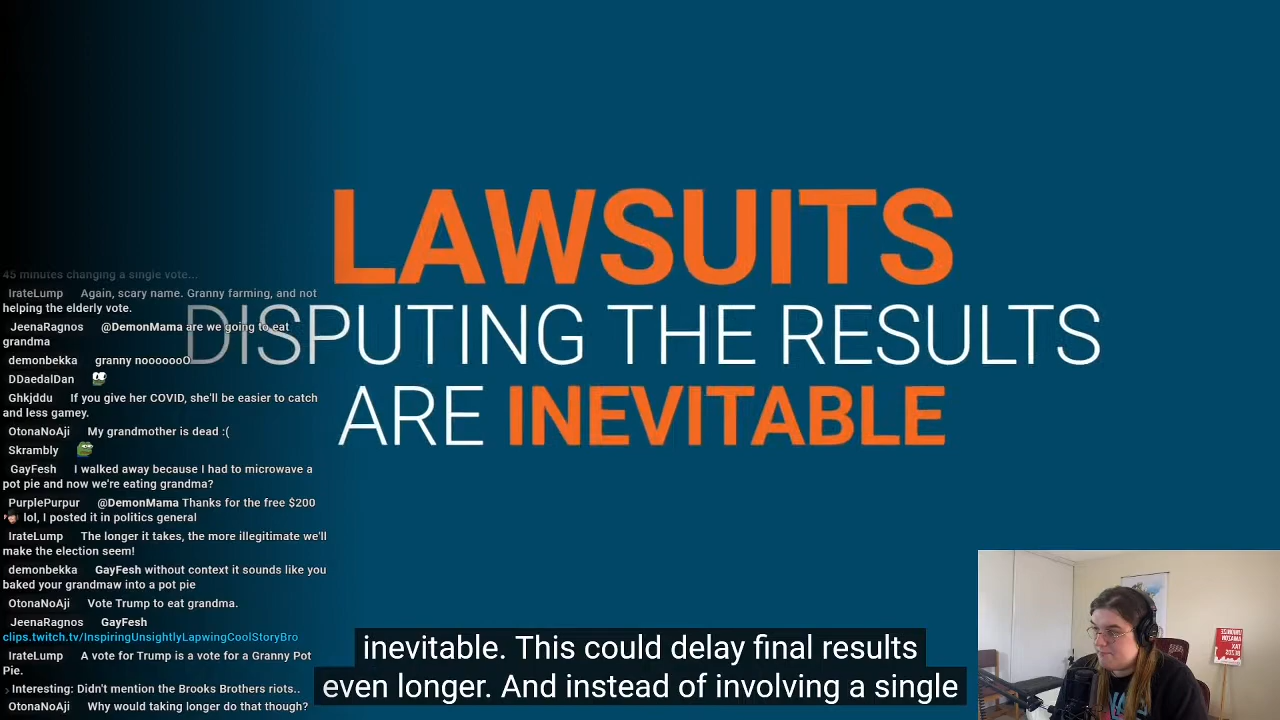 LAWSUITS
DISPUTING THE RESULTS
ARE INEVITABLE
45 minutes changing a single vote...
IrateLump Again, scary name. Granny farming, and not
helping the elderly vote.
JeenaRagnos @DemonMama are we going to eat
grandma
demonbekka granny nooooooO
DDaedalDan
Ghkjddu If you give her COVID, she'll be easier to catch
and less gamey.
OtonaNoAji My grandmother is dead :(
Skrambly
GayFesh I walked away because I had to microwave a
pot pie and now we're eating grandma?
PurplePurpur @DemonMama Thanks for the free $200
lol, I posted it in politics general
IrateLump The longer it takes, the more illegitimate we'll
make the election seem!
demonbekka GayFesh without context it sounds like you
baked your grandmaw into a pot pie
OtonaNoAji Vote Trump to eat grandma.
JeenaRagnos GayFesh
clips.twitch.tv/InspiringUnsightlyLapwingCoolStoryBro
IrateLump A vote for Trump is a vote for a Granny Pot
Pie.
Interesting: Didn't mention the Brooks Brothers riots..
OtonaNoAji Why would taking longer do that though?
inevitable. This could delay final results
even longer. And instead of involving a single